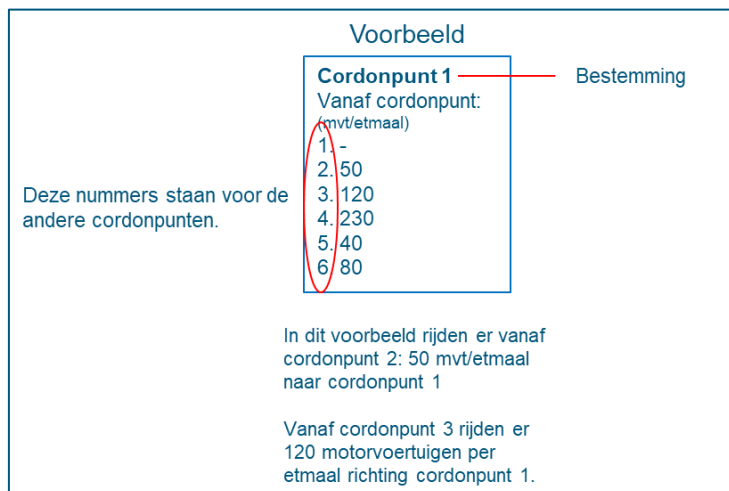 Voorbeeld
Cordonpunt 1
Bestemming
Vanaf cordonpunt:
(mvt/etmaal)
1. -
2. 50
3. 120
4. 230
5. 40
6. 80
Deze nummers staan voor de
andere cordonpunten.
In dit voorbeeld rijden er vanaf
cordonpunt 2: 50 mvt/etmaal
naar cordonpunt 1
Vanaf cordonpunt 3 rijden er
120 motorvoertuigen per
etmaal richting cordonpunt 1.